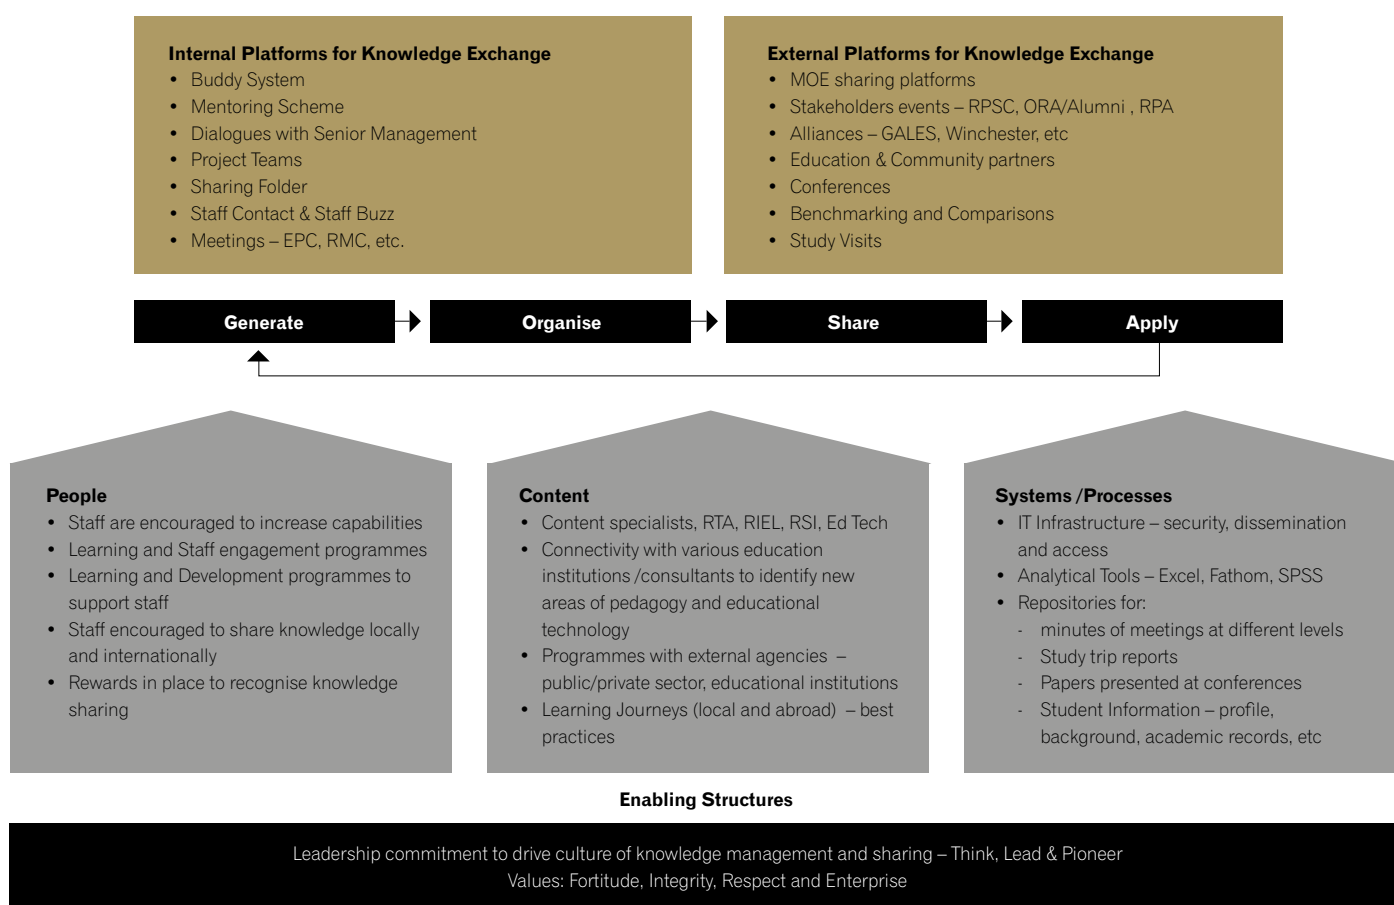 Internal Platforms for Knowledge Exchange
• Buddy System
• Mentoring Scheme
• Dialogues with Senior Management
• Project Teams
• Sharing Folder
• Staff Contact & Staff Buzz
• Meetings – EPC, RMC, etc.
External Platforms for Knowledge Exchange
• MOE sharing platforms
• Stakeholders events – RPSC, ORA/Alumni , RPA
• Alliances – GALES, Winchester, etc
• Education & Community partners
• Conferences
• Benchmarking and Comparisons
• Study Visits
Generate
Organise
Share
Apply
People
• Staff are encouraged to increase capabilities
• Learning and Staff engagement programmes
• Learning and Development programmes to
support staff
• Staff encouraged to share knowledge locally
and internationally
• Rewards in place to recognise knowledge
sharing
Content
• Content specialists, RTA, RIEL, RSI, Ed Tech
• Connectivity with various education
institutions /consultants to identify new
areas of pedagogy and educational
technology
• Programmes with external agencies –
public/private sector, educational institutions
• Learning Journeys (local and abroad) – best
practices
Systems /Processes
• IT Infrastructure – security, dissemination
and access
• Analytical Tools – Excel, Fathom, SPSS
• Repositories for:
- minutes of meetings at different levels
- Study trip reports
- Papers presented at conferences
- Student Information – profile,
background, academic records, etc
Enabling Structures
Leadership commitment to drive culture of knowledge management and sharing – Think, Lead & Pioneer
Values: Fortitude, Integrity, Respect and Enterprise